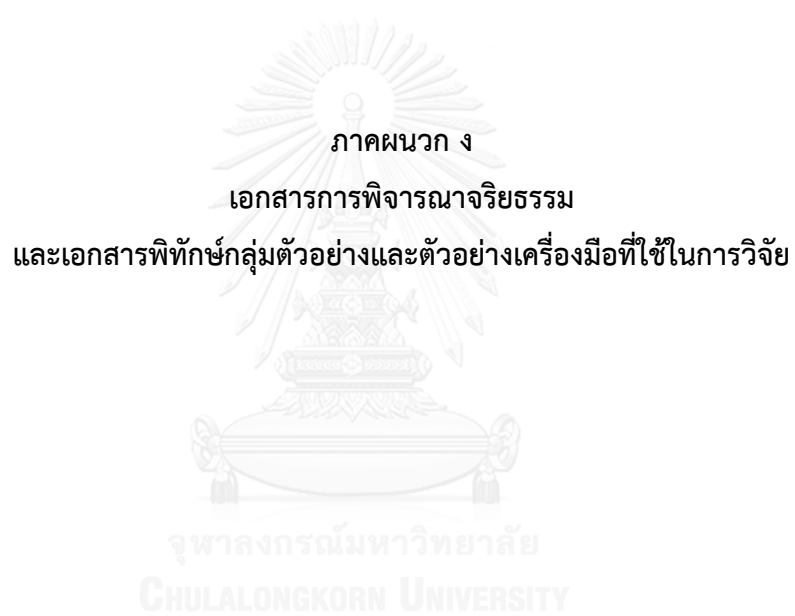 ภาคผนวก ง
เอกสารการพิจารณาจริยธรรม
และเอกสารพิทักษ์กลุ่มตัวอย่างและตัวอย่างเครื่องมือที่ใช้ในการวิจัย
จุฬาลงกรณ์มหาวิทยาลัย
CHULALONGKORN UNIVERSITY